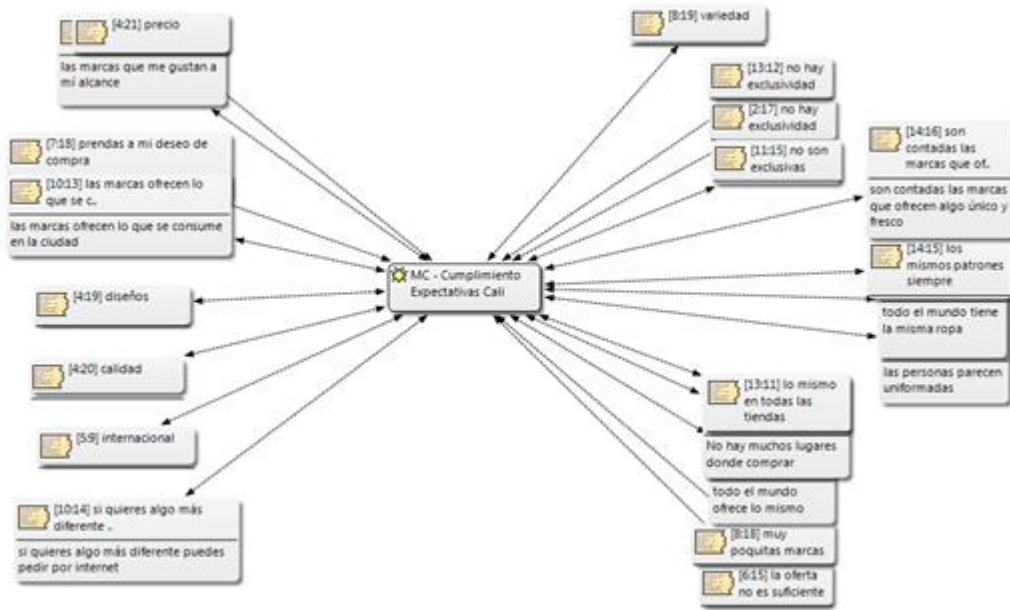 [4:21] precio
las marcas que me gustan a
mi alcance
[7:18] prendas a mi deseo de
compra
[10:13] las marcas ofrecen lo
que se c..
las marcas ofrecen lo que se consume
en la ciudad
[4:19] diseños
[4:20] calidad
[5:9] internacional
[10:14] si quieres algo más
diferente ..
si quieres algo más diferente puedes
pedir por internet
MC - Cumplimiento
Expectativas Cali
[8:19] variedad
[13:12] no hay
exclusividad
[2:17] no hay
exclusividad
[11:15] no son
exclusivas
[14:16] son
contadas las
marcas que of..
son contadas las marcas
que ofrecen algo único y
fresco
[14:15] los
mismos patrones
siempre
todo el mundo tiene
la misma ropa
las personas parecen
uniformadas
[13:11] lo mismo
en todas las
tiendas
No hay muchos lugares
donde comprar
todo el mundo
ofrece lo mismo
[8:18] muy
poquitas marcas
[6:15] la oferta
no es suficiente